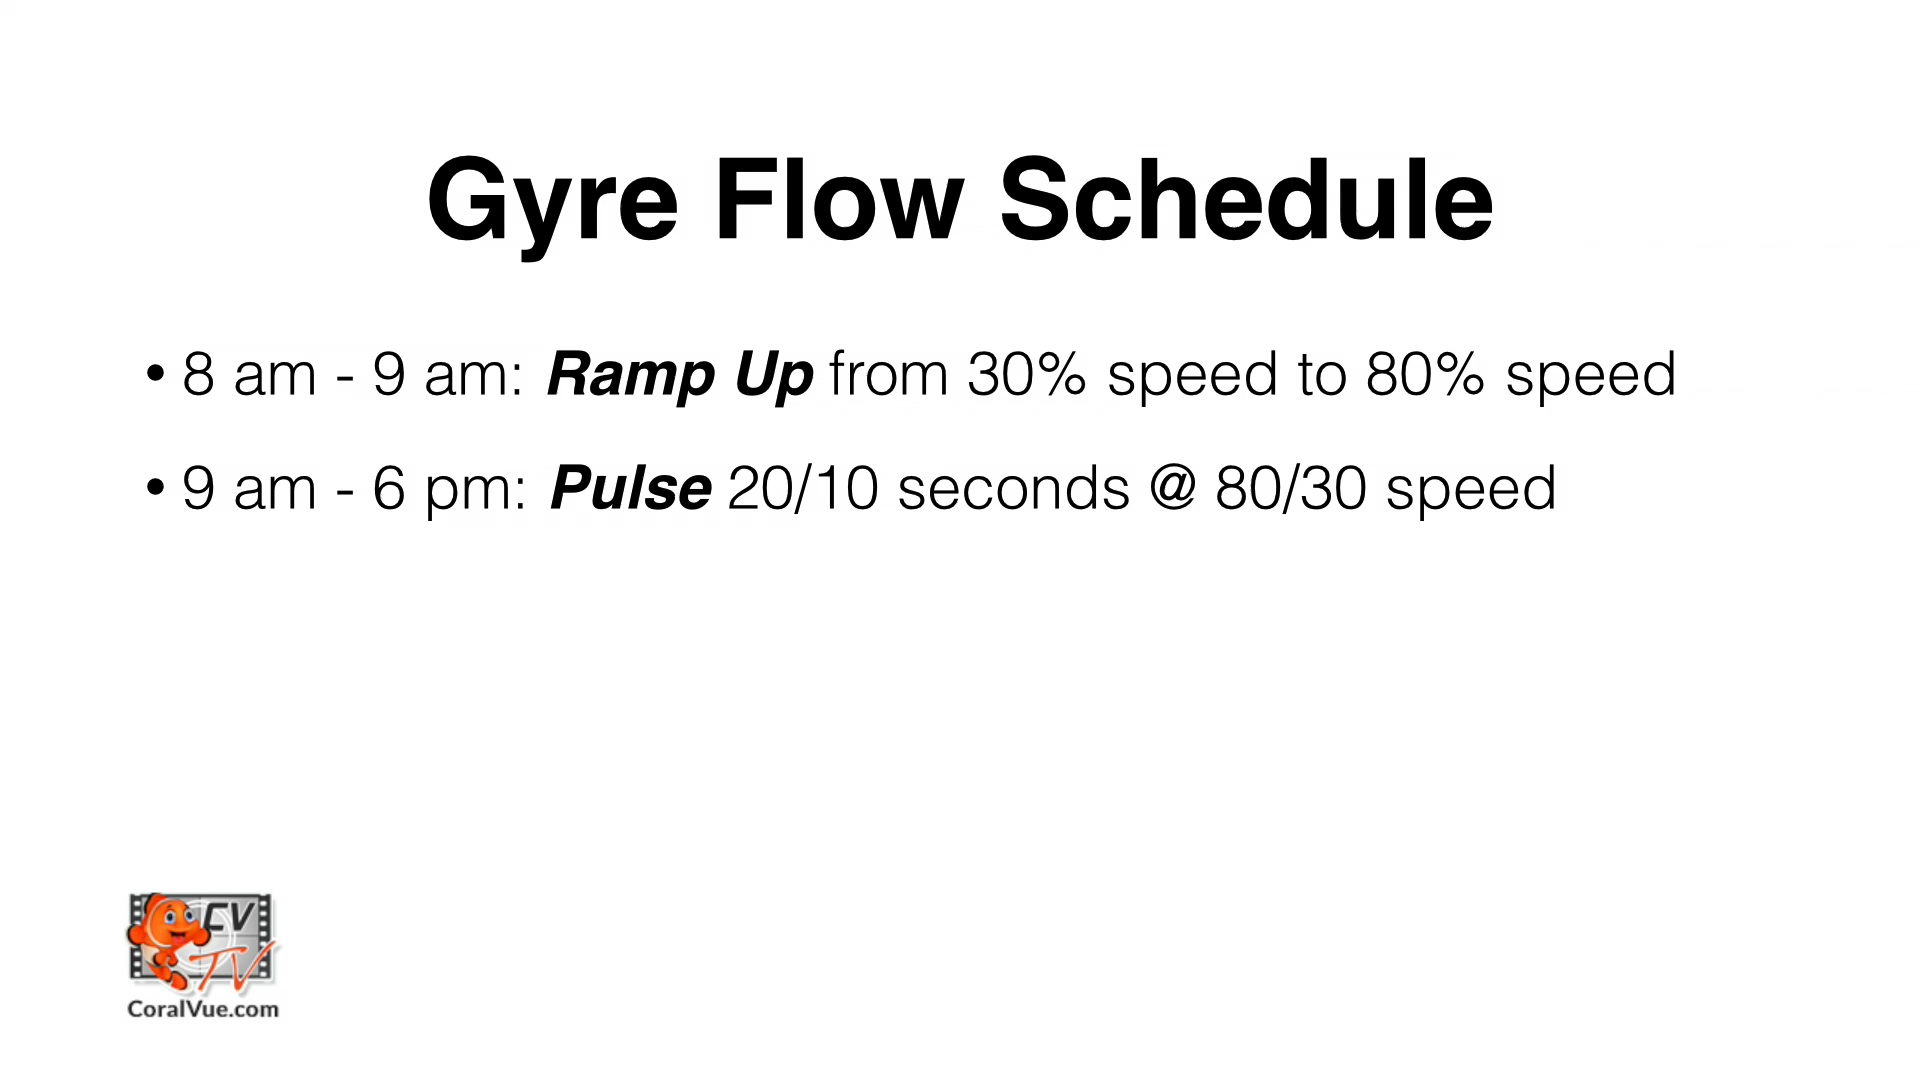 Gyre Flow Schedule
• 8 am - 9 am: Ramp Up from 30% speed to 80% speed
• 9 am - 6 pm: Pulse 20/10 seconds @ 80/30 speed
CV
TV
CoralVue.com